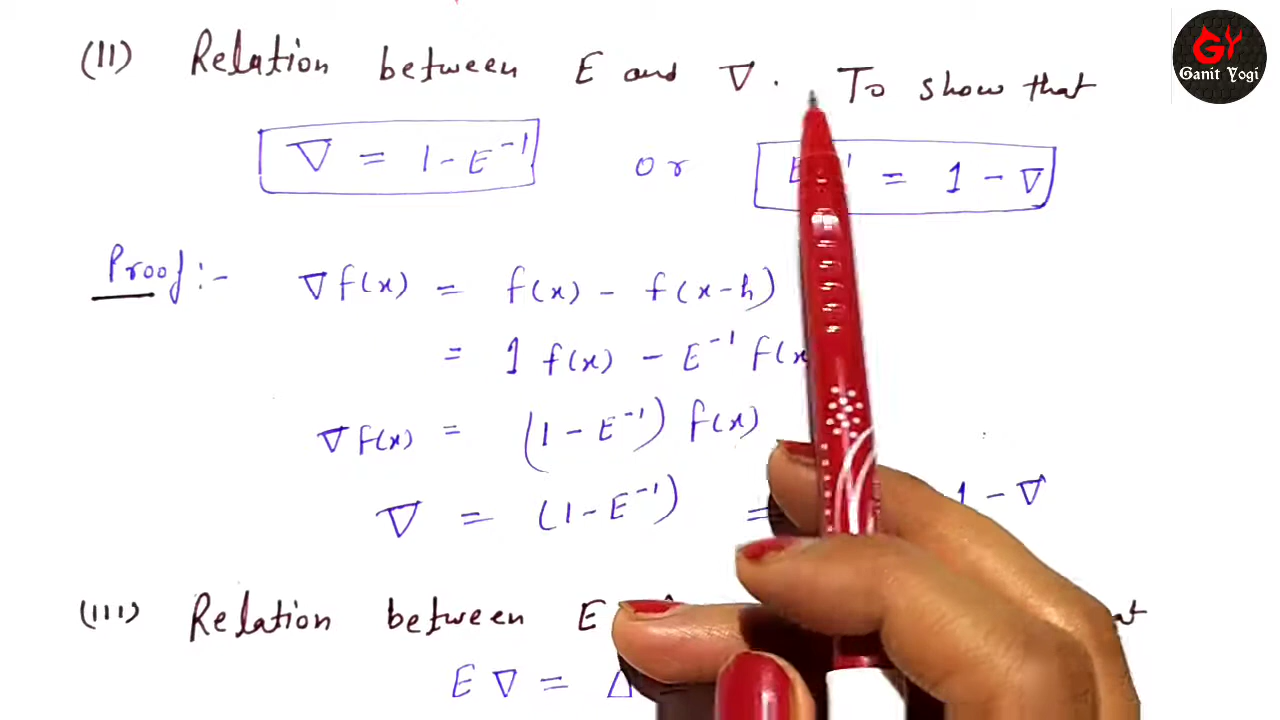 GY
Ganit Yogi
(II) Relation between E and ∇. To show that
∇ = 1 - E⁻¹ or E⁻¹ = 1 - ∇
Proof :- ∇f(x) = f(x) - f(x-h)
= 1 f(x) - E⁻¹ f(x
∇f(x) = (1 - E⁻¹) f(x)
∇ = (1 - E⁻¹) = 1 - ∇
(III) Relation between E
E∇ = Δ